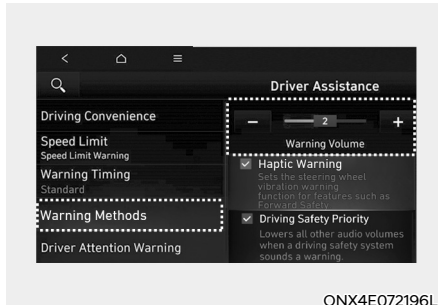 Driver Assistance
Driving Convenience
Speed Limit
Speed Limit Warning
Warning Timing
Standard
Warning Methods
Driver Attention Warning
− 2 +
Warning Volume
Haptic Warning
Sets the steering wheel
vibration warning
function for features such as
Forward Safety
Driving Safety Priority
Lowers all other audio volumes
when a driving safety system
sounds a warning.
ONX4E072196L